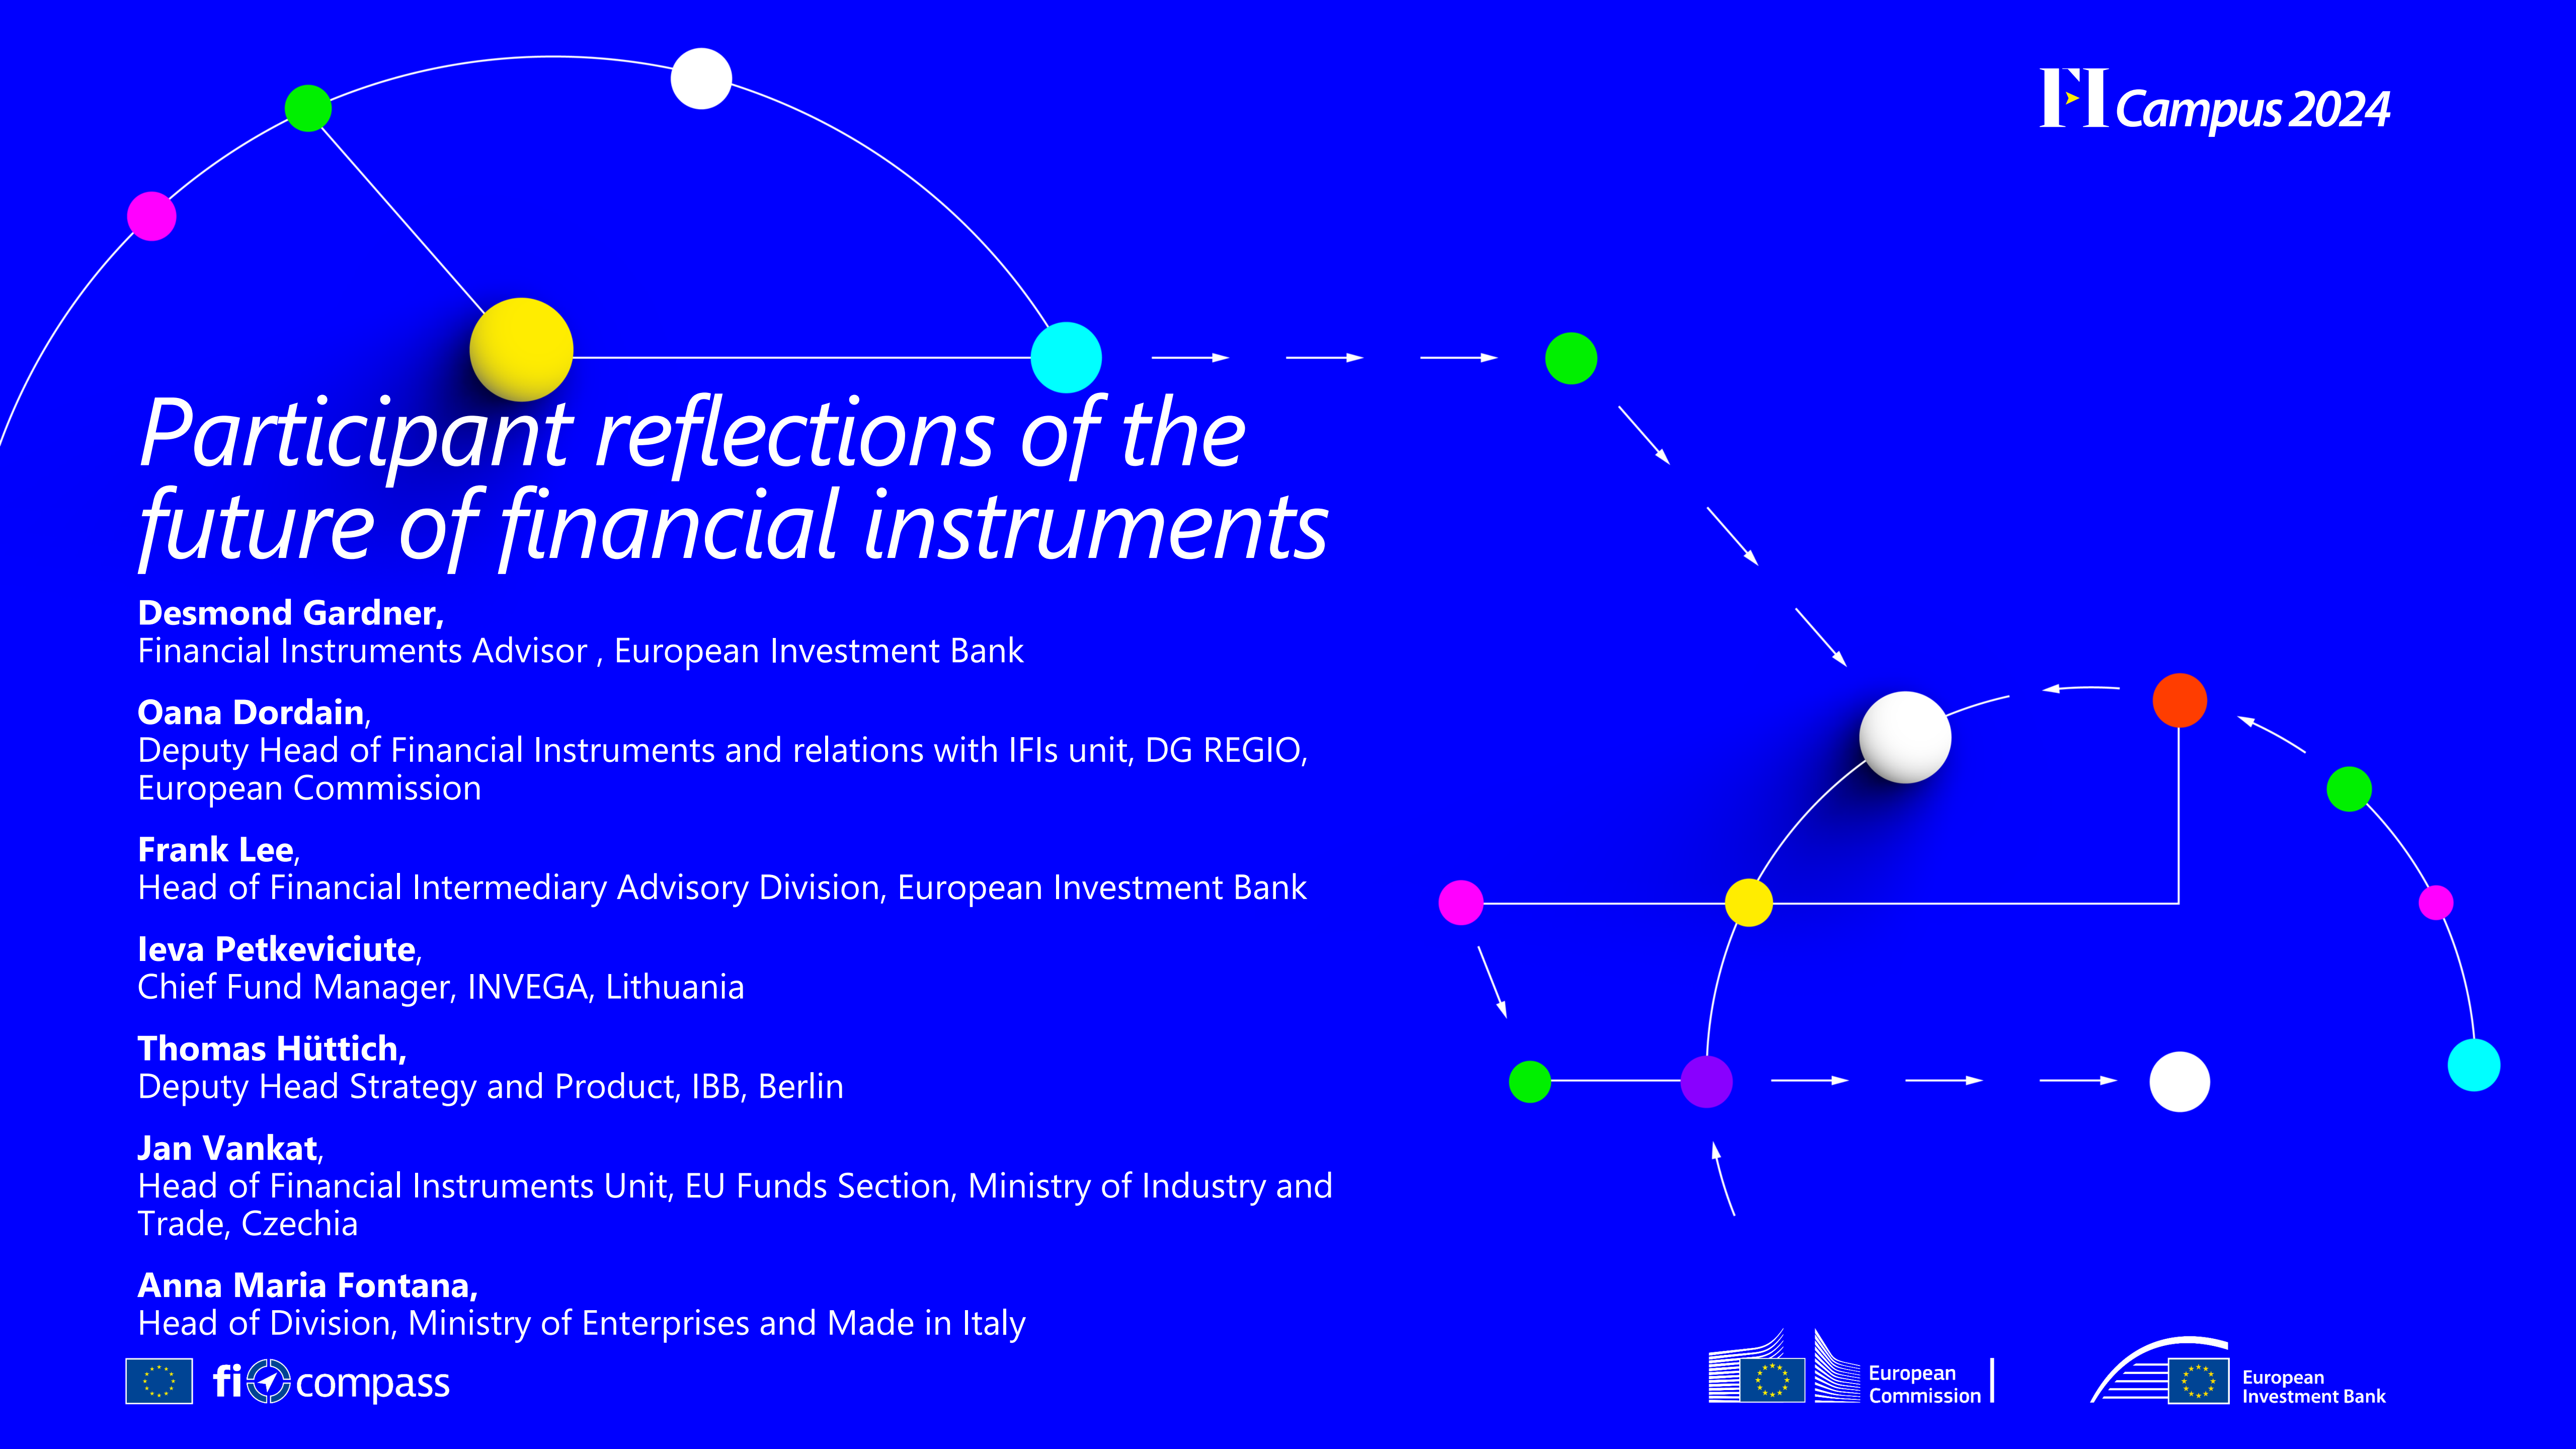 FI Campus 2024
Participant reflections of the
future of financial instruments
Desmond Gardner,
Financial Instruments Advisor , European Investment Bank
Oana Dordain,
Deputy Head of Financial Instruments and relations with IFIs unit, DG REGIO,
European Commission
Frank Lee,
Head of Financial Intermediary Advisory Division, European Investment Bank
Ieva Petkeviciute,
Chief Fund Manager, INVEGA, Lithuania
Thomas Hüttich,
Deputy Head Strategy and Product, IBB, Berlin
Jan Vankat,
Head of Financial Instruments Unit, EU Funds Section, Ministry of Industry and
Trade, Czechia
Anna Maria Fontana,
Head of Division, Ministry of Enterprises and Made in Italy
fi compass
European
Commission
European
Investment Bank